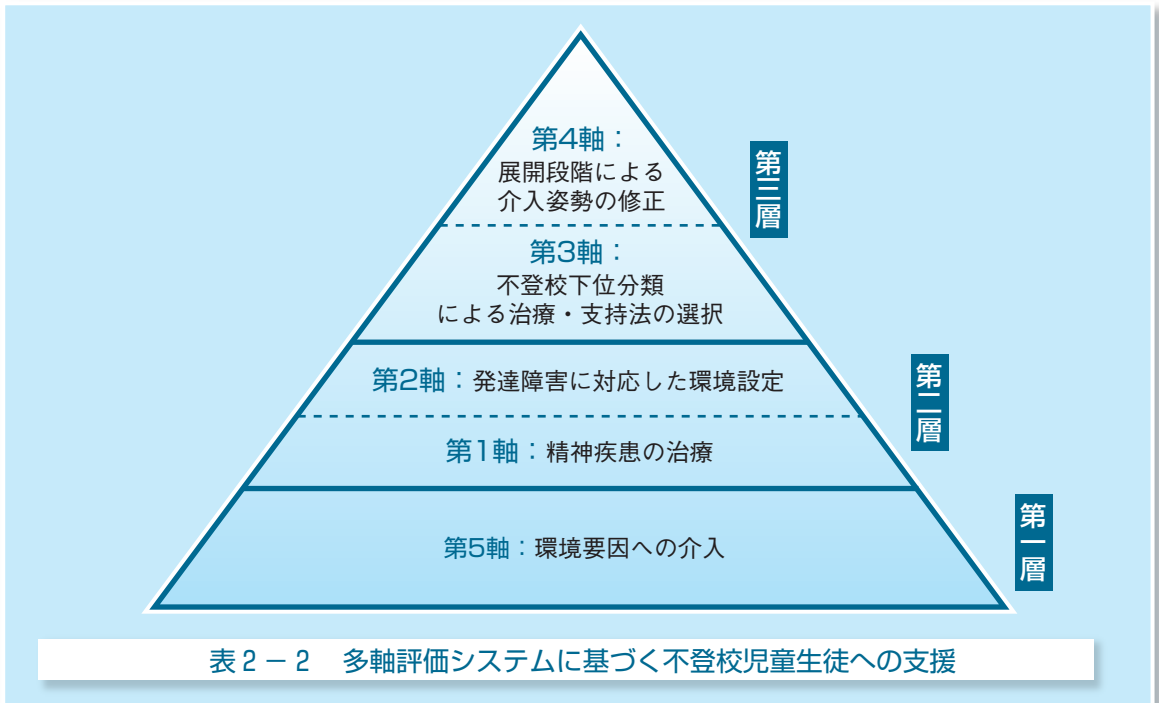 第4軸：
展開段階による
介入姿勢の修正
第三層
第3軸：
不登校下位分類
による治療・支持法の選択
第2軸：発達障害に対応した環境設定
第二層
第1軸：精神疾患の治療
第5軸：環境要因への介入
第一層
表2－2　多軸評価システムに基づく不登校児童生徒への支援